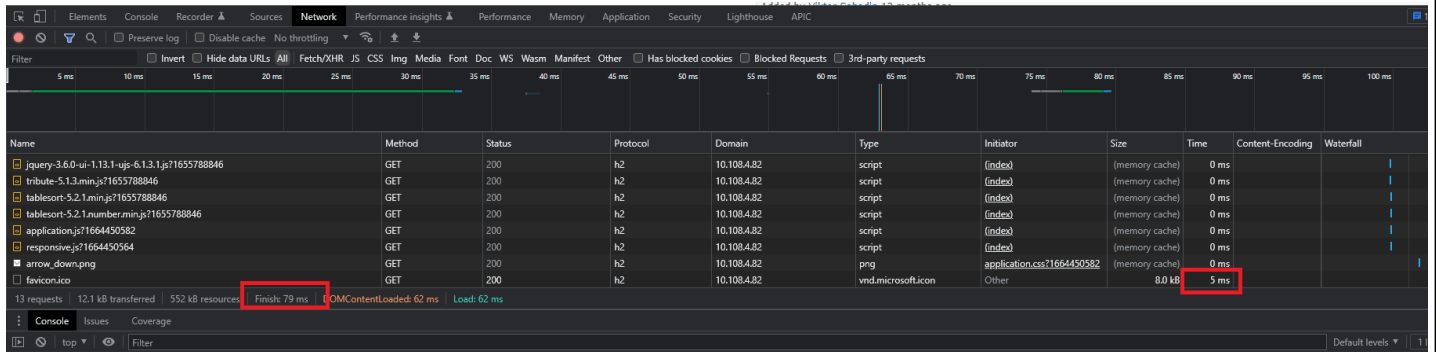 Added by Viktor Sobodin 12 months ago
Elements Console Recorder Sources Network Performance insights Performance Memory Application Security Lighthouse APIC
Preserve log Disable cache No throttling
Filter Invert Hide data URLs All Fetch/XHR JS CSS Img Media Font Doc WS Wasm Manifest Other Has blocked cookies Blocked Requests 3rd-party requests
5 ms 10 ms 15 ms 20 ms 25 ms 30 ms 35 ms 40 ms 45 ms 50 ms 55 ms 60 ms 65 ms 70 ms 75 ms 80 ms 85 ms 90 ms 95 ms 100 ms
Name Method Status Protocol Domain Type Initiator Size Time Content-Encoding Waterfall
jquery-3.6.0-ui-1.13.1-ujs-6.1.3.1.js?1655788846 GET 200 h2 10.108.4.82 script (index) (memory cache) 0 ms
tribute-5.1.3.min.js?1655788846 GET 200 h2 10.108.4.82 script (index) (memory cache) 0 ms
tablesort-5.2.1.min.js?1655788846 GET 200 h2 10.108.4.82 script (index) (memory cache) 0 ms
tablesort-5.2.1.number.min.js?1655788846 GET 200 h2 10.108.4.82 script (index) (memory cache) 0 ms
application.js?1664450582 GET 200 h2 10.108.4.82 script (index) (memory cache) 0 ms
responsive.js?1664450564 GET 200 h2 10.108.4.82 script (index) (memory cache) 0 ms
arrow_down.png GET 200 h2 10.108.4.82 png application.css?1664450582 (memory cache) 0 ms
favicon.ico GET 200 h2 10.108.4.82 vnd.microsoft.icon Other 8.0 kB 5 ms
13 requests 12.1 kB transferred 552 kB resources Finish: 79 ms DOMContentLoaded: 62 ms Load: 62 ms
Console Issues Coverage
top Filter Default levels 1